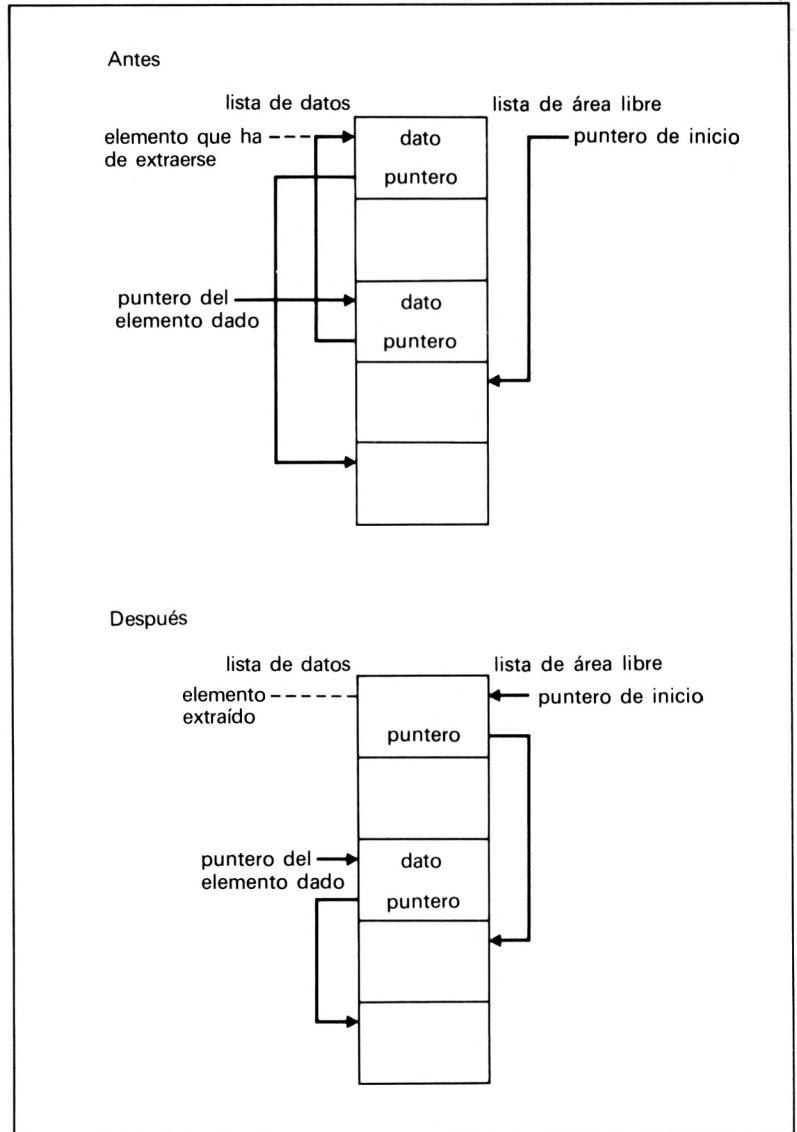 Antes
lista de datos
lista de área libre
elemento que ha
de extraerse
dato
puntero de inicio
puntero
puntero del
elemento dado
dato
puntero
Después
lista de datos
lista de área libre
elemento
extraído
puntero de inicio
puntero
puntero del
elemento dado
dato
puntero